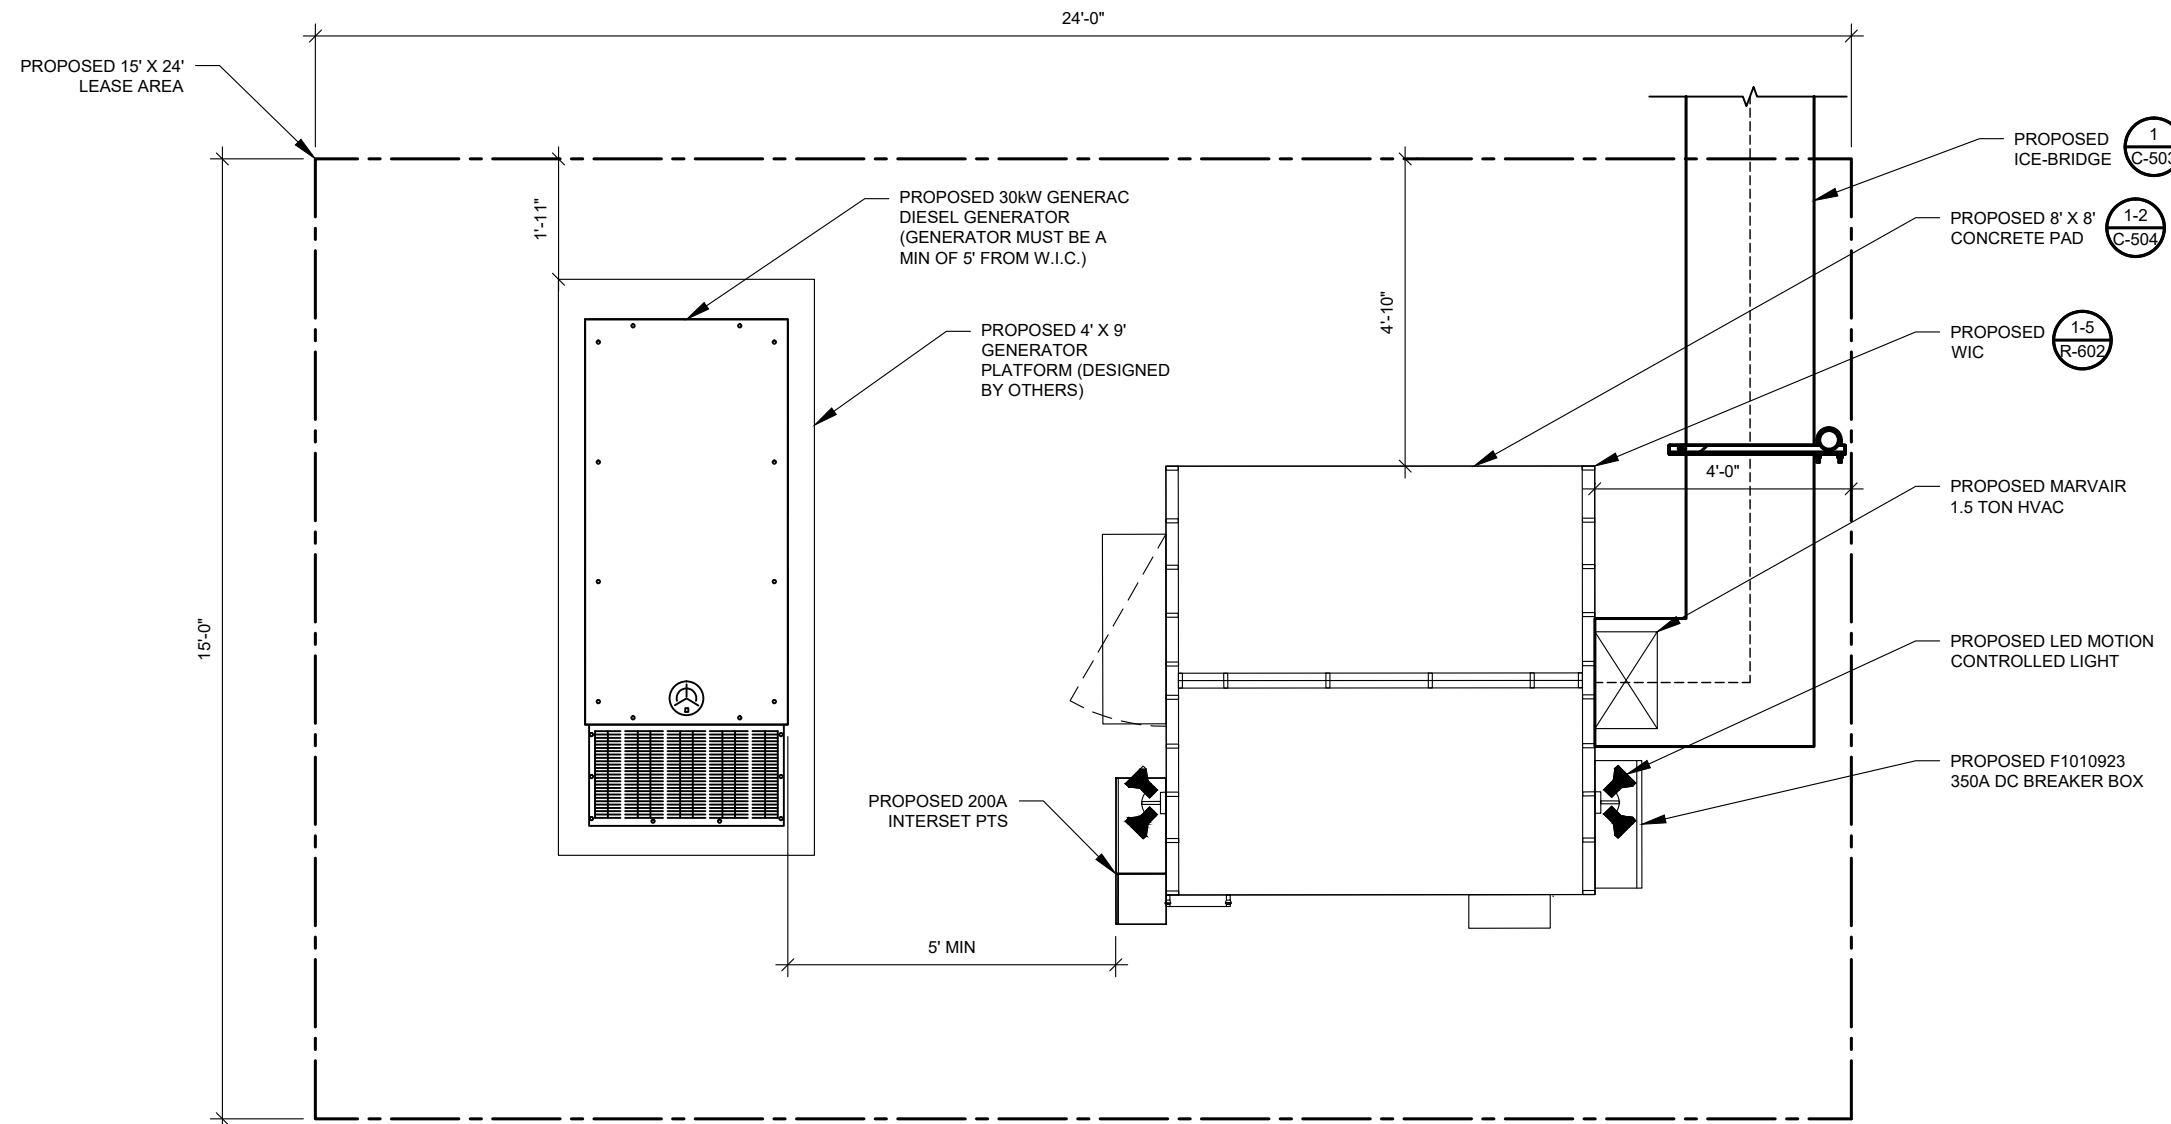 24'-0"
PROPOSED 15' X 24'
LEASE AREA
PROPOSED
ICE-BRIDGE
1
C-503
1'-11"
PROPOSED 30kW GENERAC
DIESEL GENERATOR
(GENERATOR MUST BE A
MIN OF 5' FROM W.I.C.)
PROPOSED 8' X 8'
CONCRETE PAD
1-2
C-504
4'-10"
PROPOSED 4' X 9'
GENERATOR
PLATFORM (DESIGNED
BY OTHERS)
PROPOSED
WIC
1-5
R-602
4'-0"
PROPOSED MARVAIR
1.5 TON HVAC
15'-0"
PROPOSED LED MOTION
CONTROLLED LIGHT
PROPOSED F1010923
350A DC BREAKER BOX
PROPOSED 200A
INTERSET PTS
5' MIN